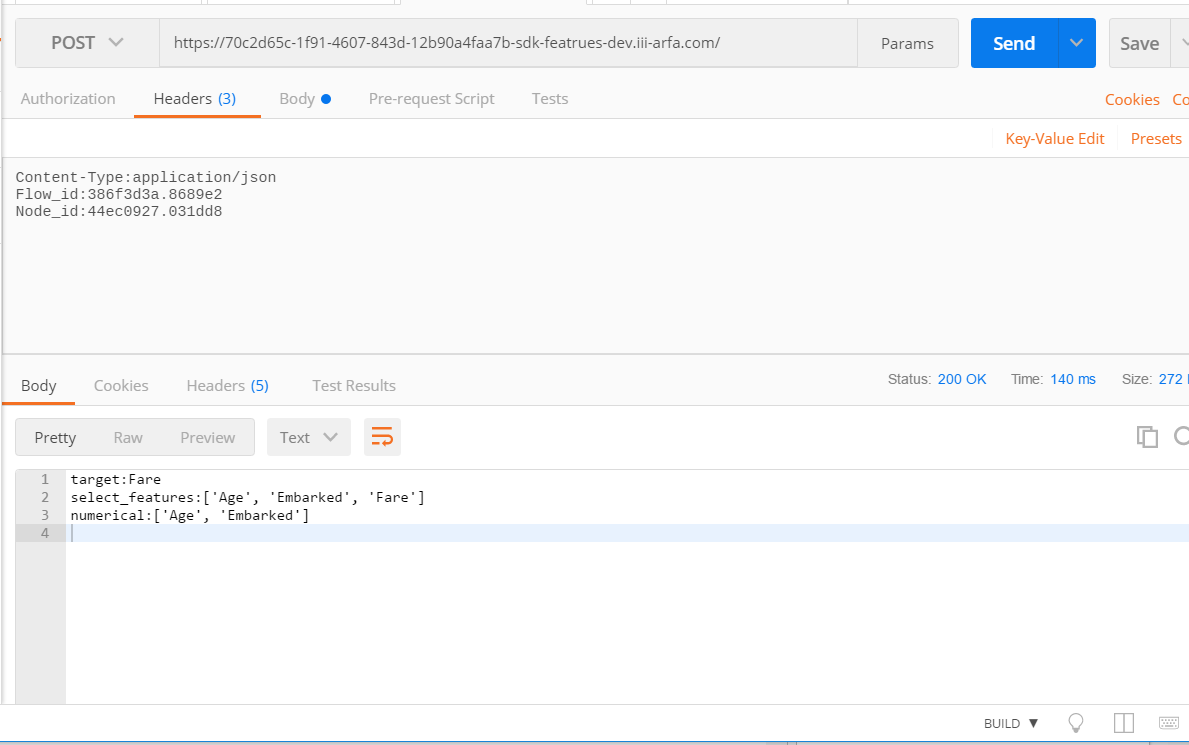 POST https://70c2d65c-1f91-4607-843d-12b90a4faa7b-sdk-featrues-dev.iii-arfa.com/ Params Send Save
Authorization Headers (3) Body Pre-request Script Tests Cookies Co
Key-Value Edit Presets
Content-Type:application/json
Flow_id:386f3d3a.8689e2
Node_id:44ec0927.031dd8
Body Cookies Headers (5) Test Results Status: 200 OK Time: 140 ms Size: 272
Pretty Raw Preview Text
1 target:Fare
2 select_features:['Age', 'Embarked', 'Fare']
3 numerical:['Age', 'Embarked']
4
BUILD